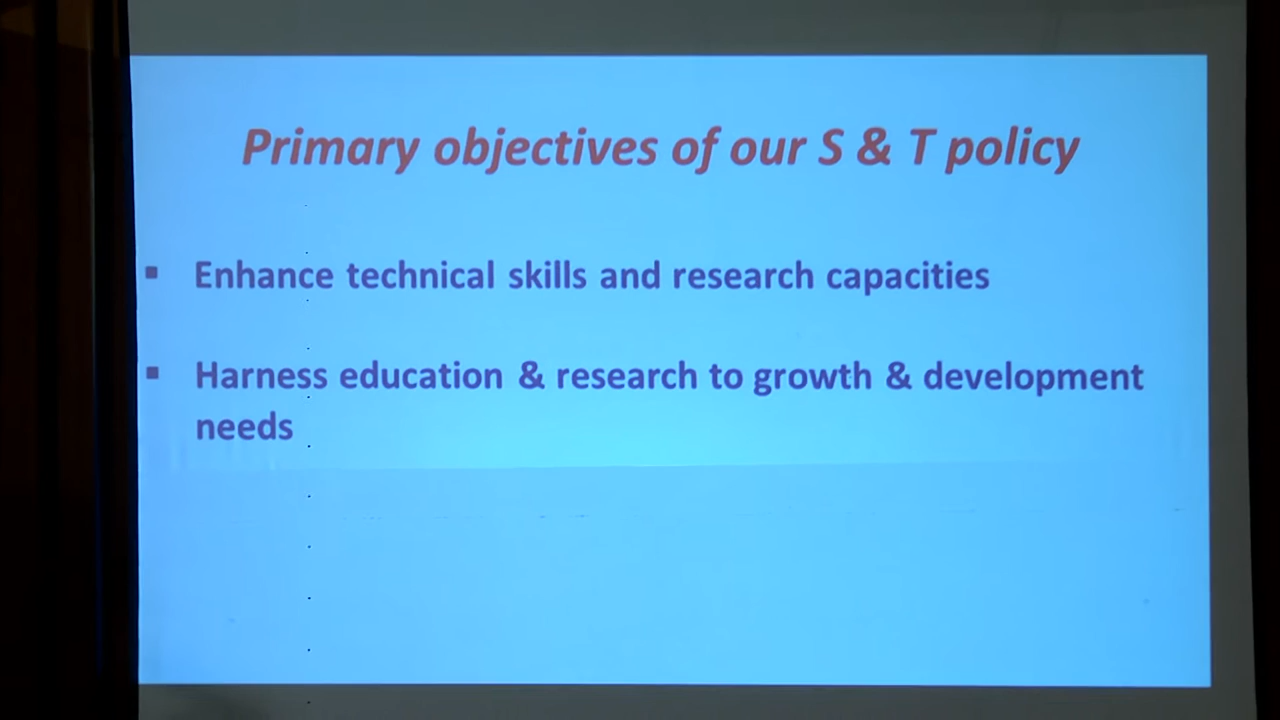 Primary objectives of our S & T policy
▪ Enhance technical skills and research capacities
▪ Harness education & research to growth & development
needs